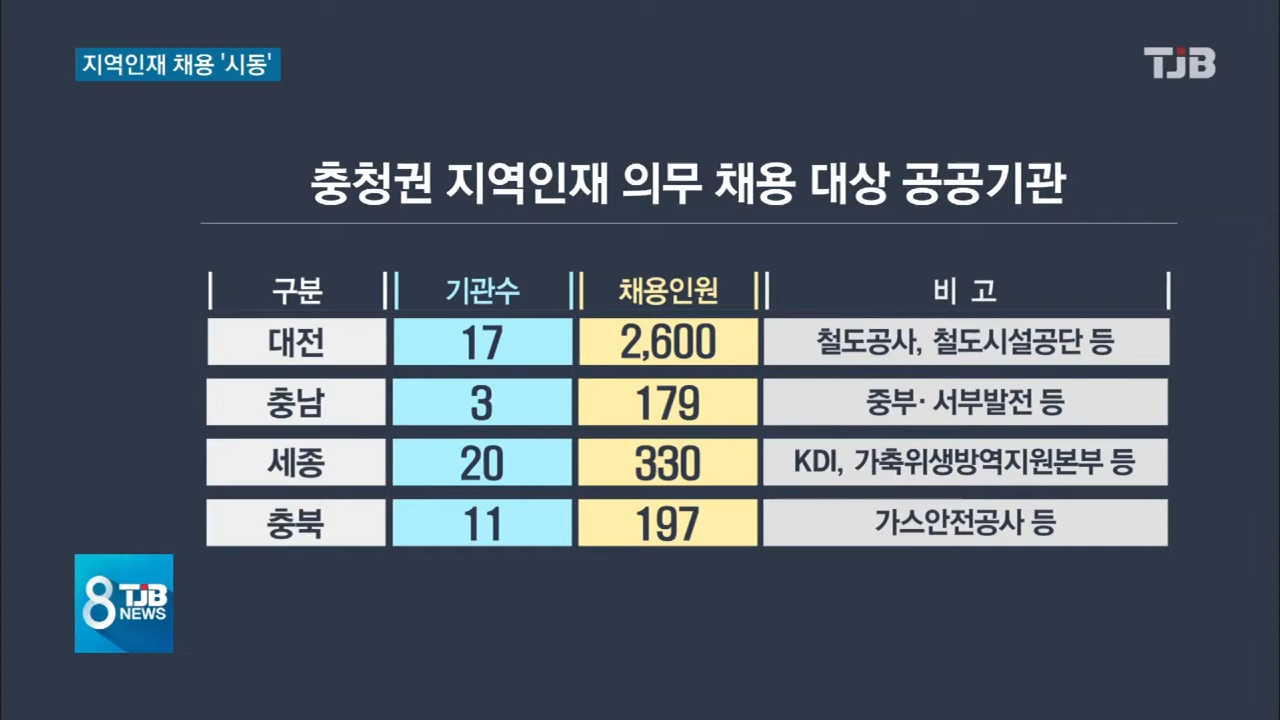 지역인재 채용 '시동'
TJB
충청권 지역인재 의무 채용 대상 공공기관
구분 기관수 채용인원 비 고
대전 17 2,600 철도공사, 철도시설공단 등
충남 3 179 중부·서부발전 등
세종 20 330 KDI, 가축위생방역지원본부 등
충북 11 197 가스안전공사 등
8 TJB
NEWS